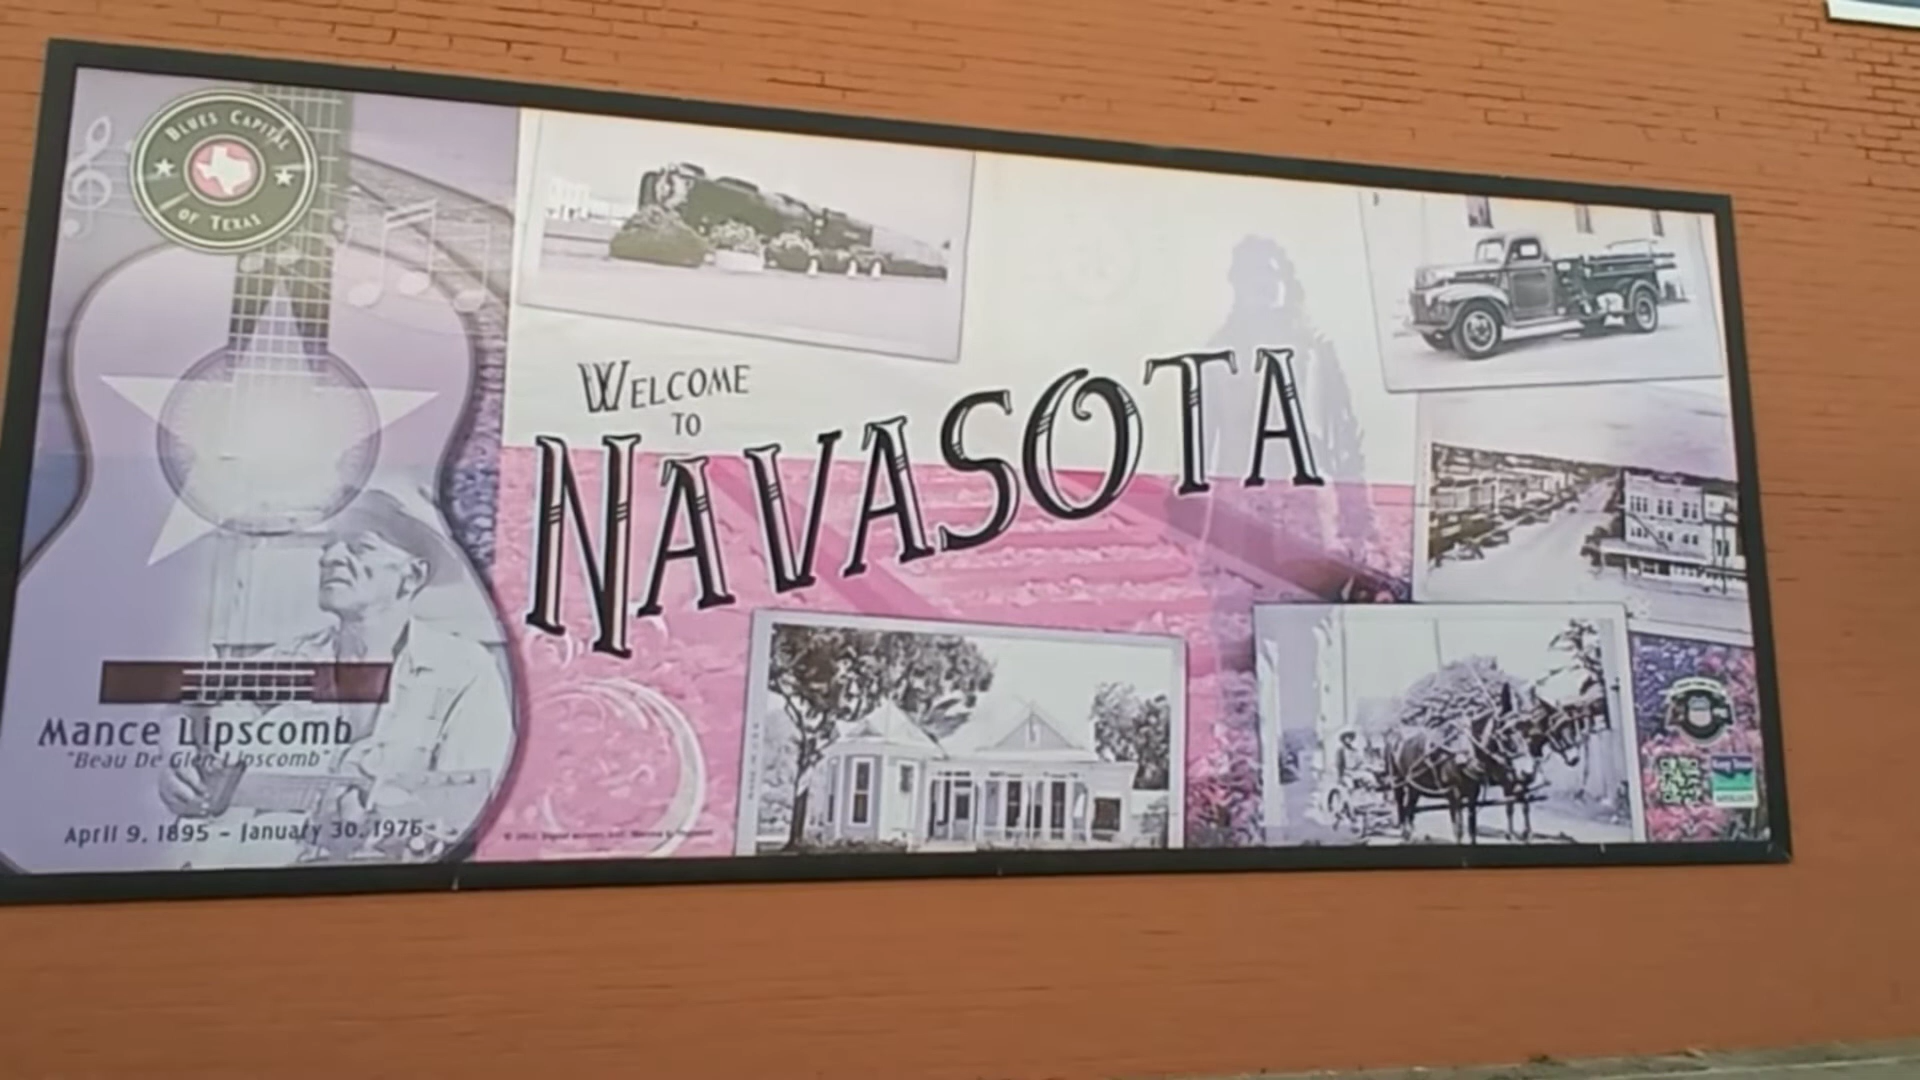 BLUES CAPITAL
OF TEXAS
WELCOME
TO
NAVASOTA
Mance Lipscomb
"Beau De Glen Lipscomb"
April 9, 1895 - January 30, 1976